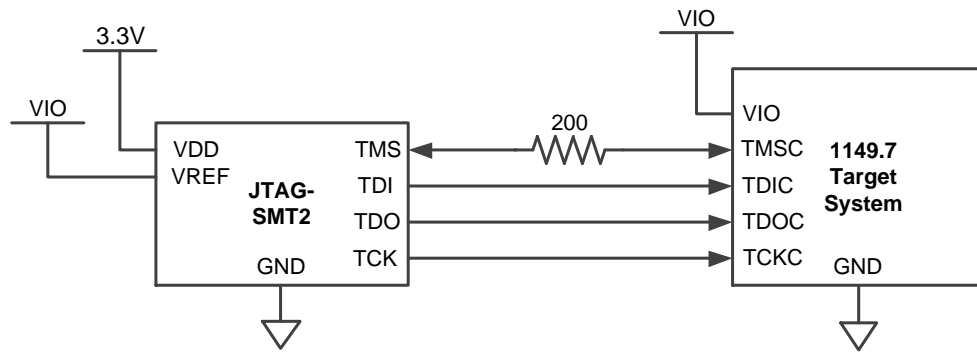 VIO
3.3V
VIO
200
VDD
VREF
JTAG-
SMT2
GND
TMS
TDI
TDO
TCK
VIO
TMSC
TDIC
TDOC
TCKC
1149.7
Target
System
GND